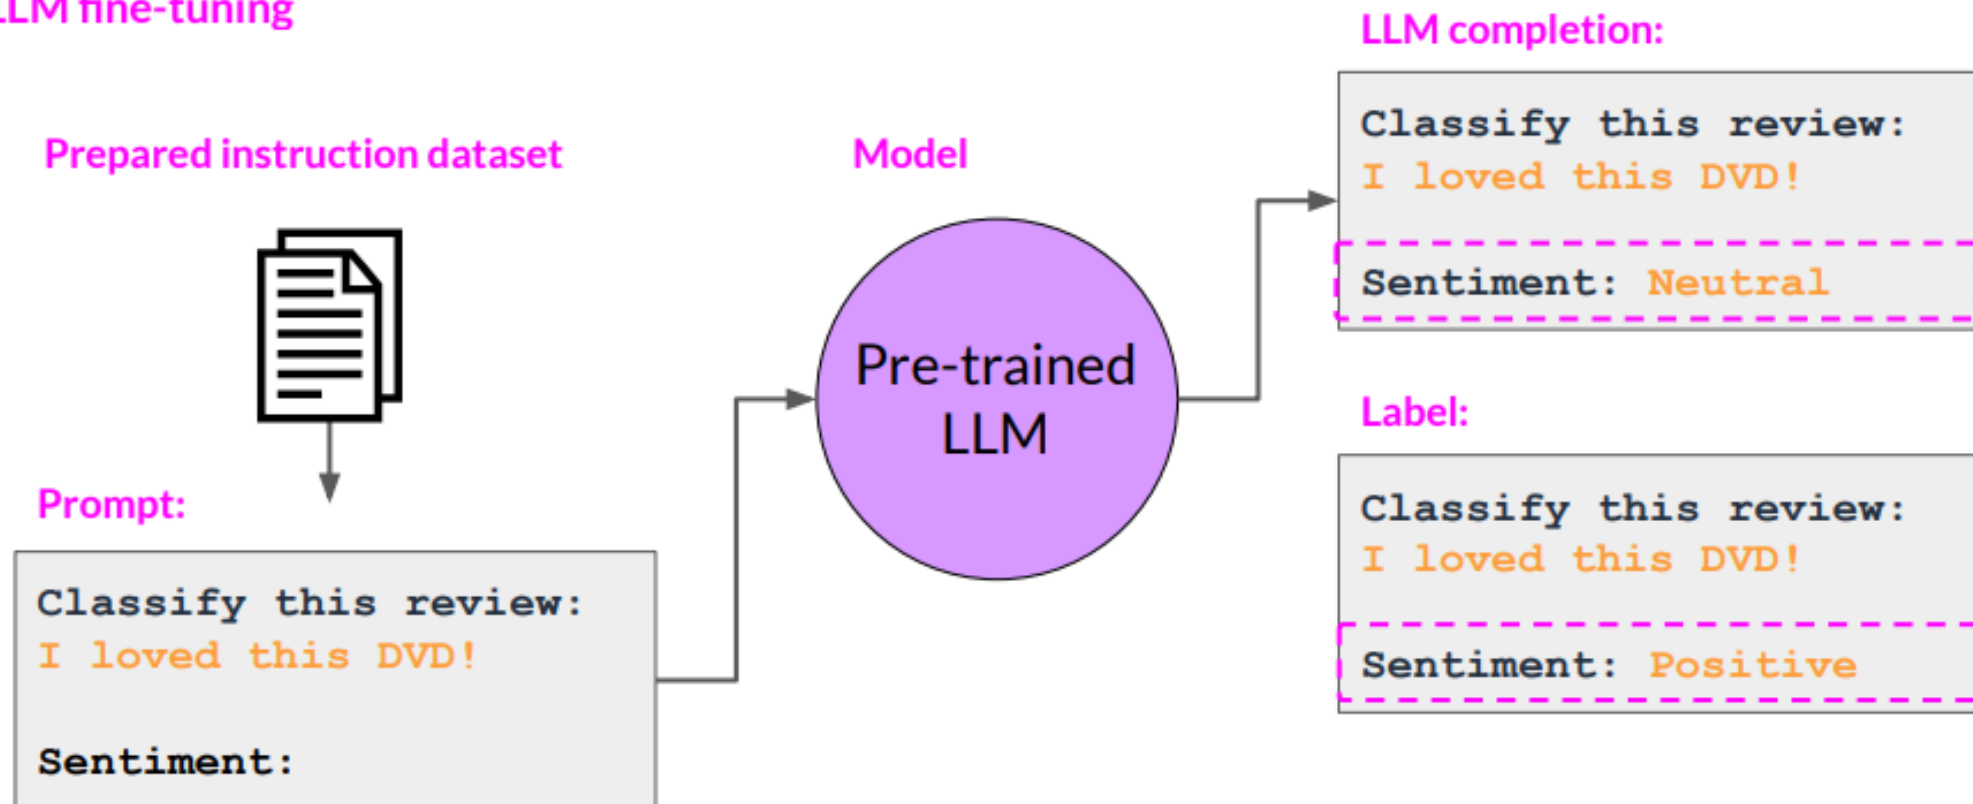 LLM fine-tuning
Prepared instruction dataset
Prompt:
Classify this review:
I loved this DVD!
Sentiment:
Model
Pre-trained
LLM
LLM completion:
Classify this review:
I loved this DVD!
Sentiment: Neutral
Label:
Classify this review:
I loved this DVD!
Sentiment: Positive